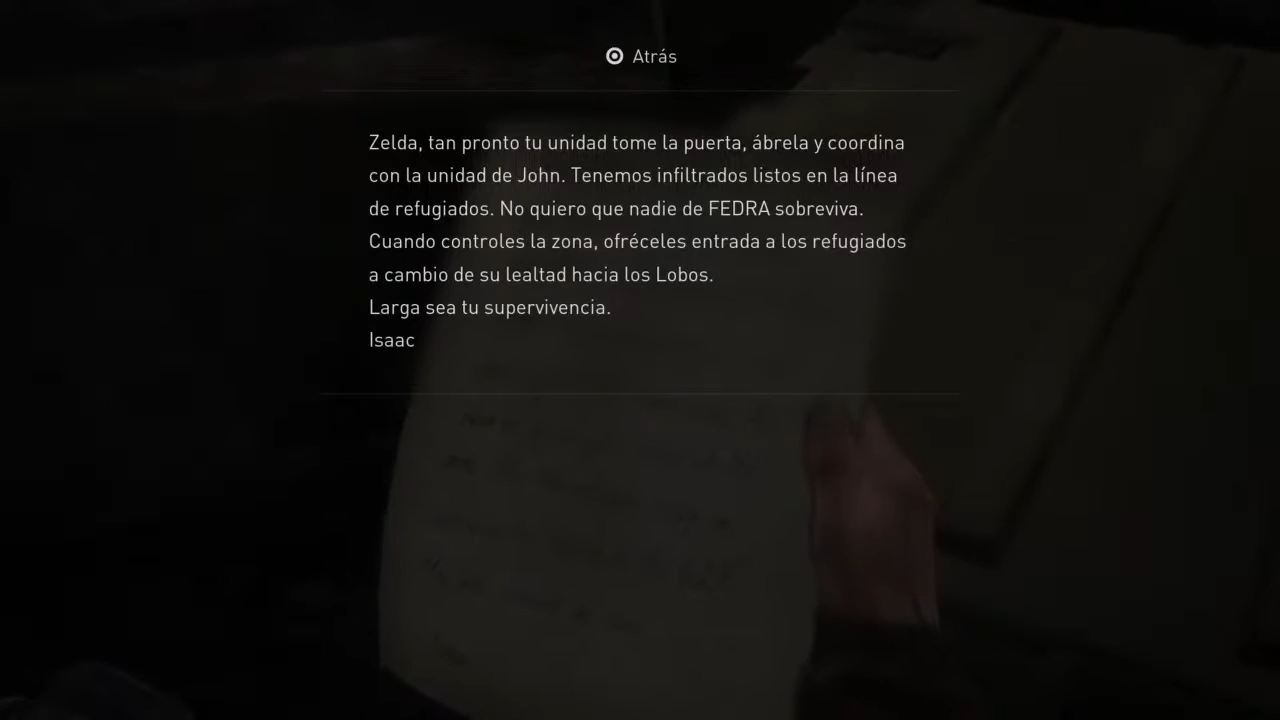 Atrás
Zelda, tan pronto tu unidad tome la puerta, ábrela y coordina
con la unidad de John. Tenemos infiltrados listos en la línea
de refugiados. No quiero que nadie de FEDRA sobreviva.
Cuando controles la zona, ofréceles entrada a los refugiados
a cambio de su lealtad hacia los Lobos.
Larga sea tu supervivencia.
Isaac